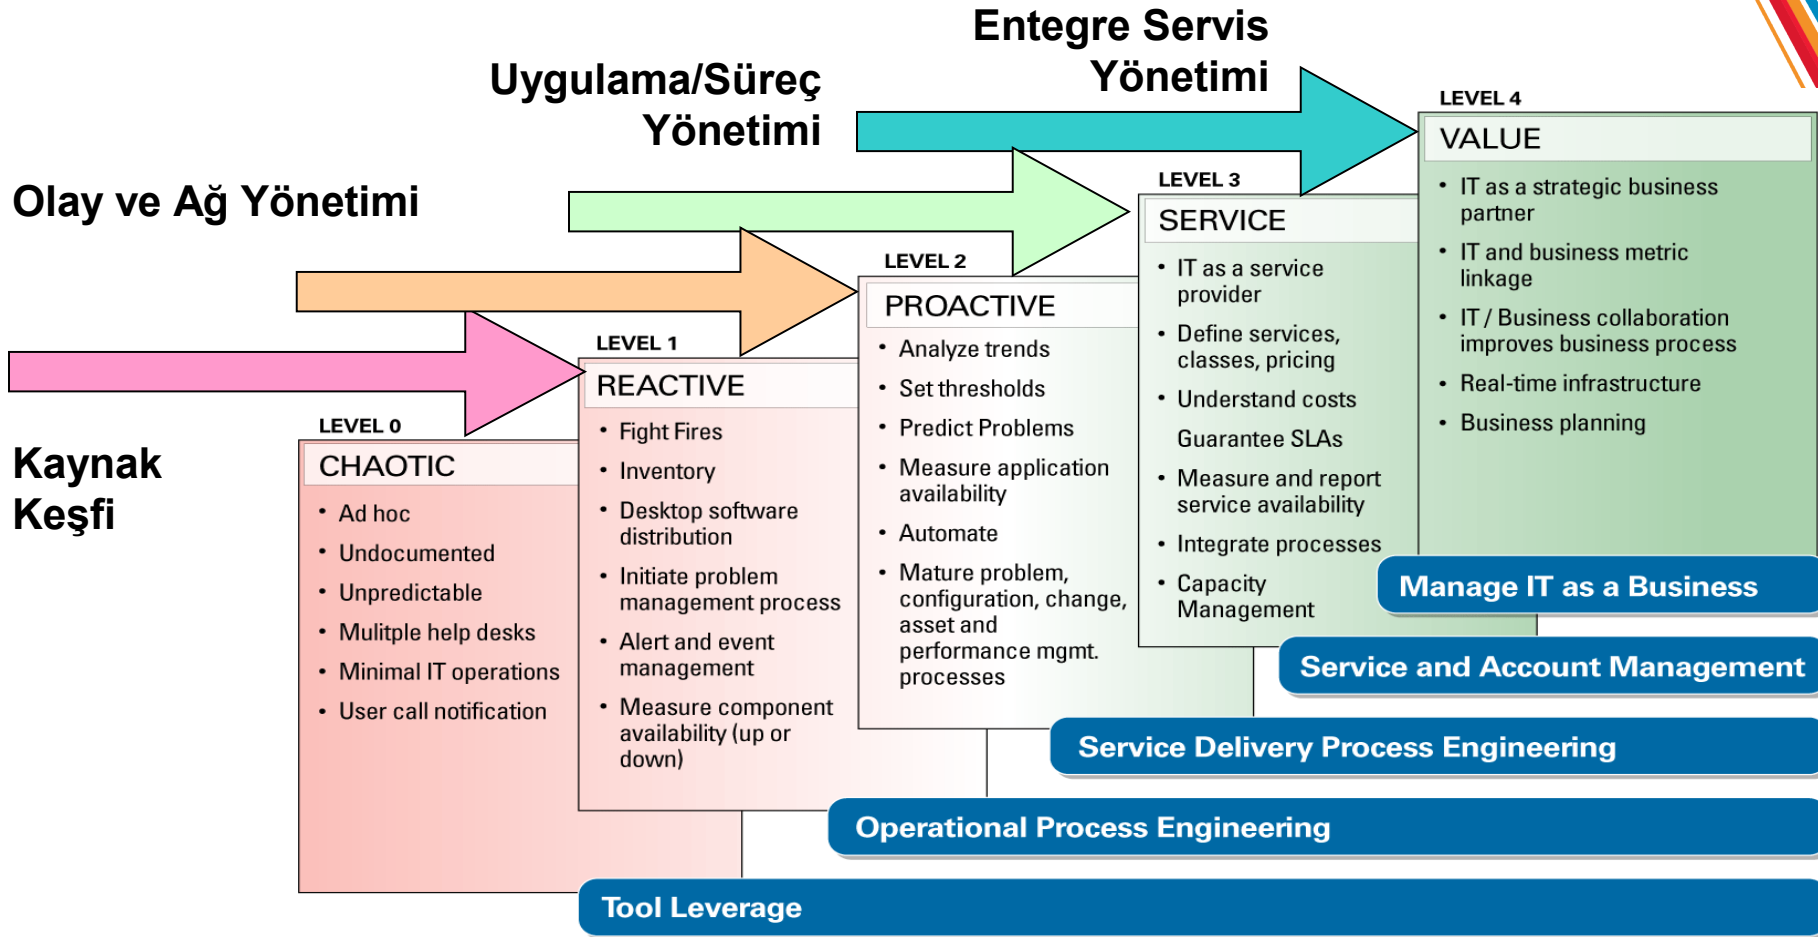 Entegre Servis
Yönetimi
Uygulama/Süreç
Yönetimi
Olay ve Ağ Yönetimi
Kaynak
Keşfi
LEVEL 0
CHAOTIC
• Ad hoc
• Undocumented
• Unpredictable
• Mulitple help desks
• Minimal IT operations
• User call notification
LEVEL 1
REACTIVE
• Fight Fires
• Inventory
• Desktop software
distribution
• Initiate problem
management process
• Alert and event
management
• Measure component
availability (up or
down)
LEVEL 2
PROACTIVE
• Analyze trends
• Set thresholds
• Predict Problems
• Measure application
availability
• Automate
• Mature problem,
configuration, change,
asset and
performance mgmt.
processes
LEVEL 3
SERVICE
• IT as a service
provider
• Define services,
classes, pricing
• Understand costs
Guarantee SLAs
• Measure and report
service availability
• Integrate processes
• Capacity
Management
LEVEL 4
VALUE
• IT as a strategic business
partner
• IT and business metric
linkage
• IT / Business collaboration
improves business process
• Real-time infrastructure
• Business planning
Manage IT as a Business
Service and Account Management
Service Delivery Process Engineering
Operational Process Engineering
Tool Leverage